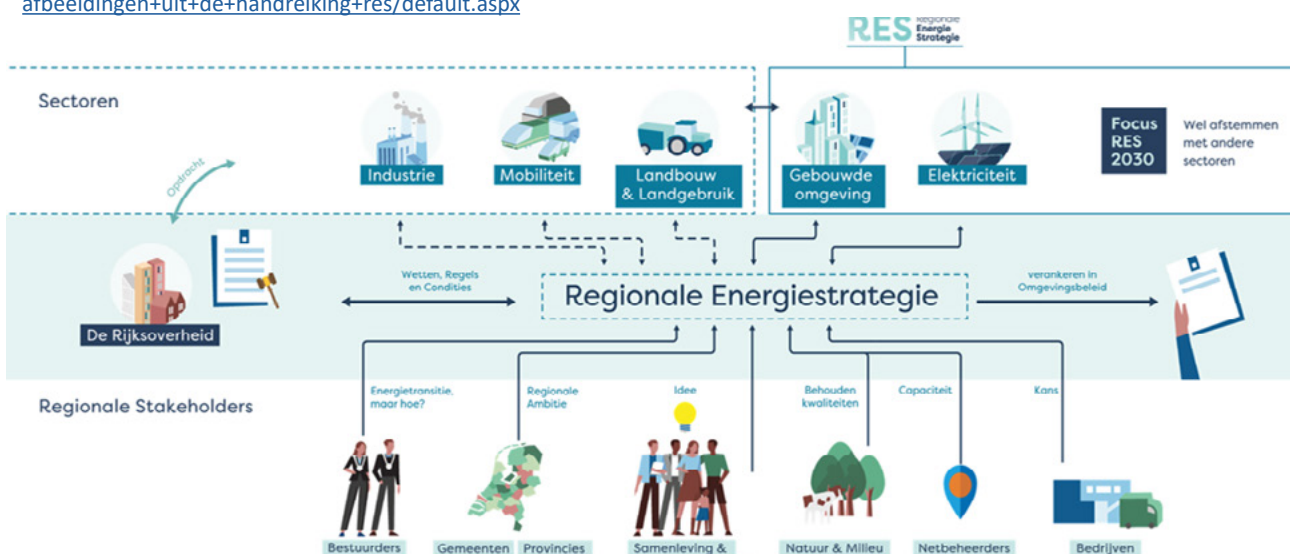 afbeeldingen+uit+de+handreiking+res/default.aspx
RES Regionale
Energie
Strategie
Sectoren
Focus
RES
2030
Wel afstemmen
met andere
sectoren
Opdracht
Industrie
Mobiliteit
Landbouw
& Landgebruik
Gebouwde
omgeving
Elektriciteit
Wetten, Regels
en Condities
Regionale Energiestrategie
verankeren in
Omgevingsbeleid
De Rijksoverheid
Regionale Stakeholders
Energietransitie,
maar hoe?
Regionale
Ambitie
Idee
Behouden
kwaliteiten
Capaciteit
Kans
Bestuurders
Gemeenten
Provincies
Samenleving &
Natuur & Milieu
Netbeheerders
Bedrijven